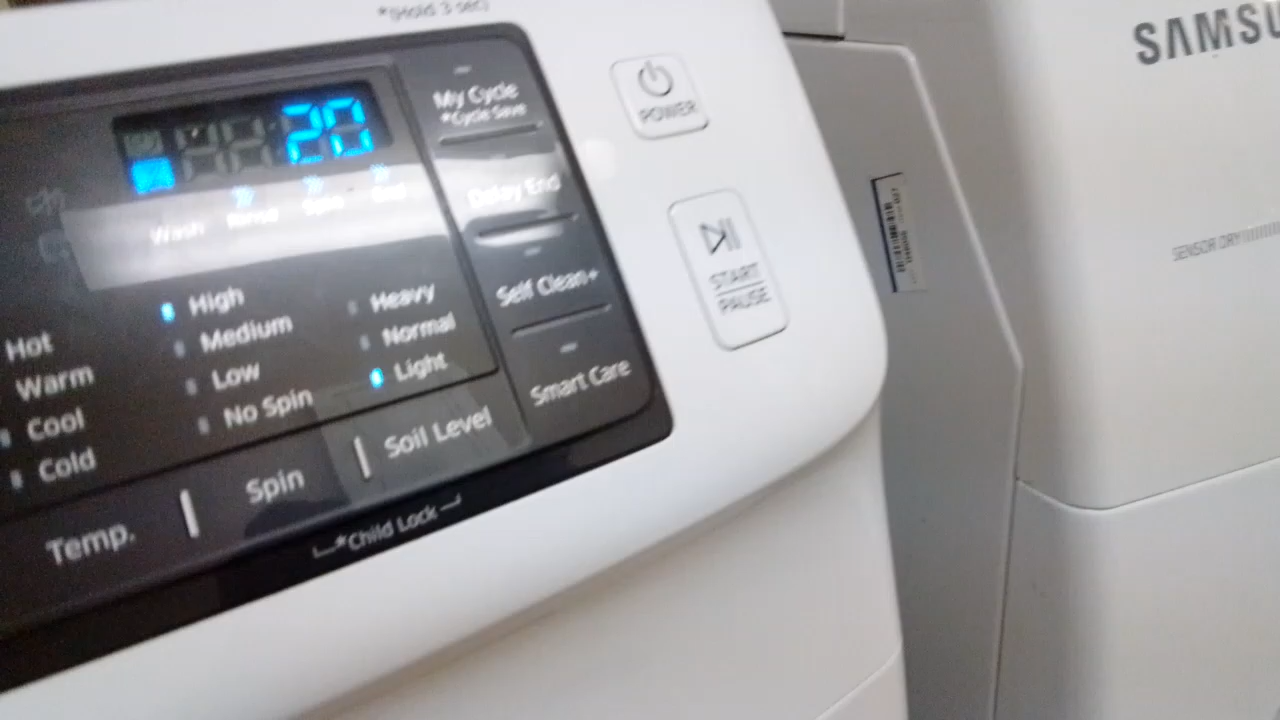 *(Hold 3 sec)
SAMSU
20
My Cycle
*Cycle Save
POWER
Delay End
Wash Rinse Spin End
START
PAUSE
SENSOR DRY
Self Clean+
High
Medium
Low
No Spin
Heavy
Normal
Light
Hot
Warm
Cool
Cold
Smart Care
Temp.
Spin
Soil Level
*Child Lock